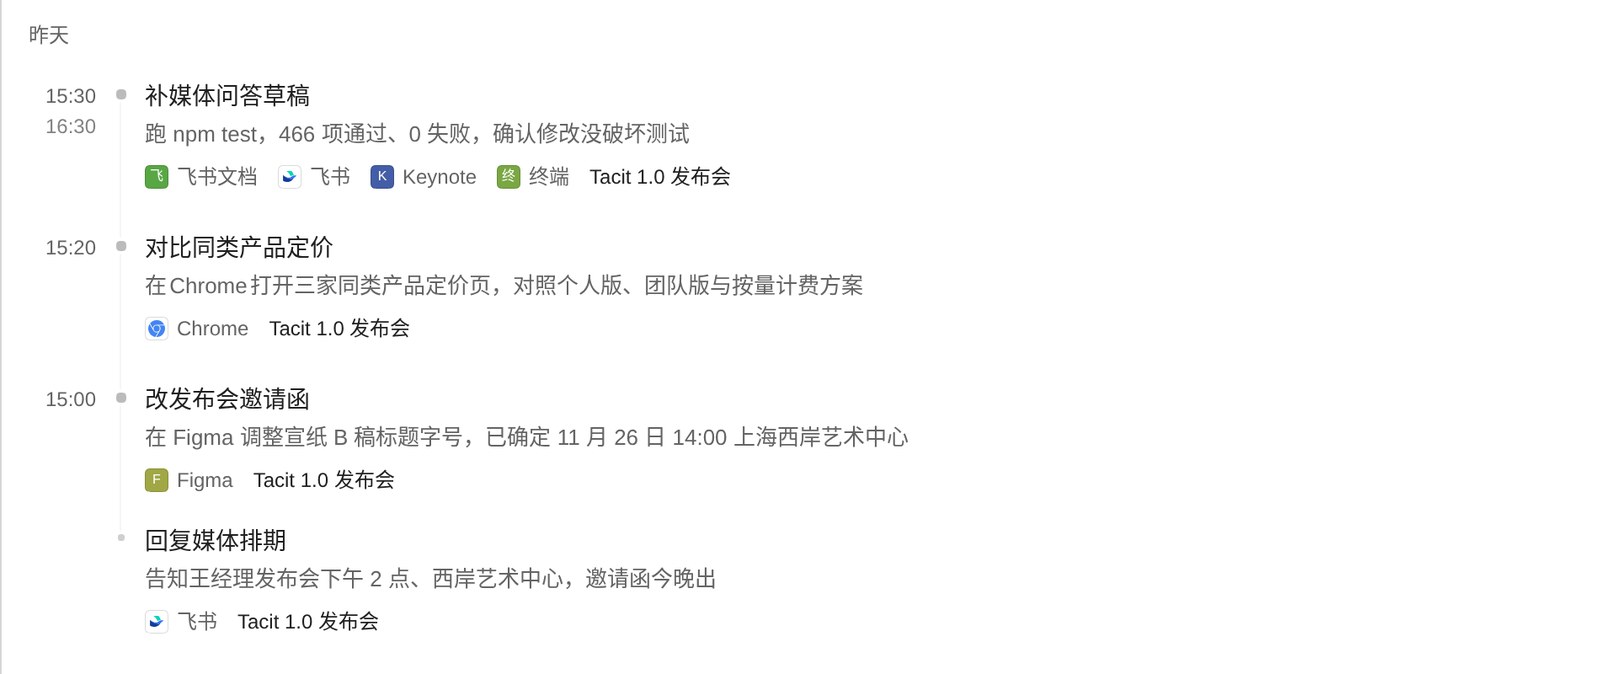 昨天
15:30 补媒体问答草稿
16:30 跑 npm test，466 项通过、0 失败，确认修改没破坏测试
飞 飞书文档 飞书 K Keynote 终 终端 Tacit 1.0 发布会
15:20 对比同类产品定价
在 Chrome 打开三家同类产品定价页，对照个人版、团队版与按量计费方案
Chrome Tacit 1.0 发布会
15:00 改发布会邀请函
在 Figma 调整宣纸 B 稿标题字号，已确定 11 月 26 日 14:00 上海西岸艺术中心
F Figma Tacit 1.0 发布会
回复媒体排期
告知王经理发布会下午 2 点、西岸艺术中心，邀请函今晚出
飞书 Tacit 1.0 发布会